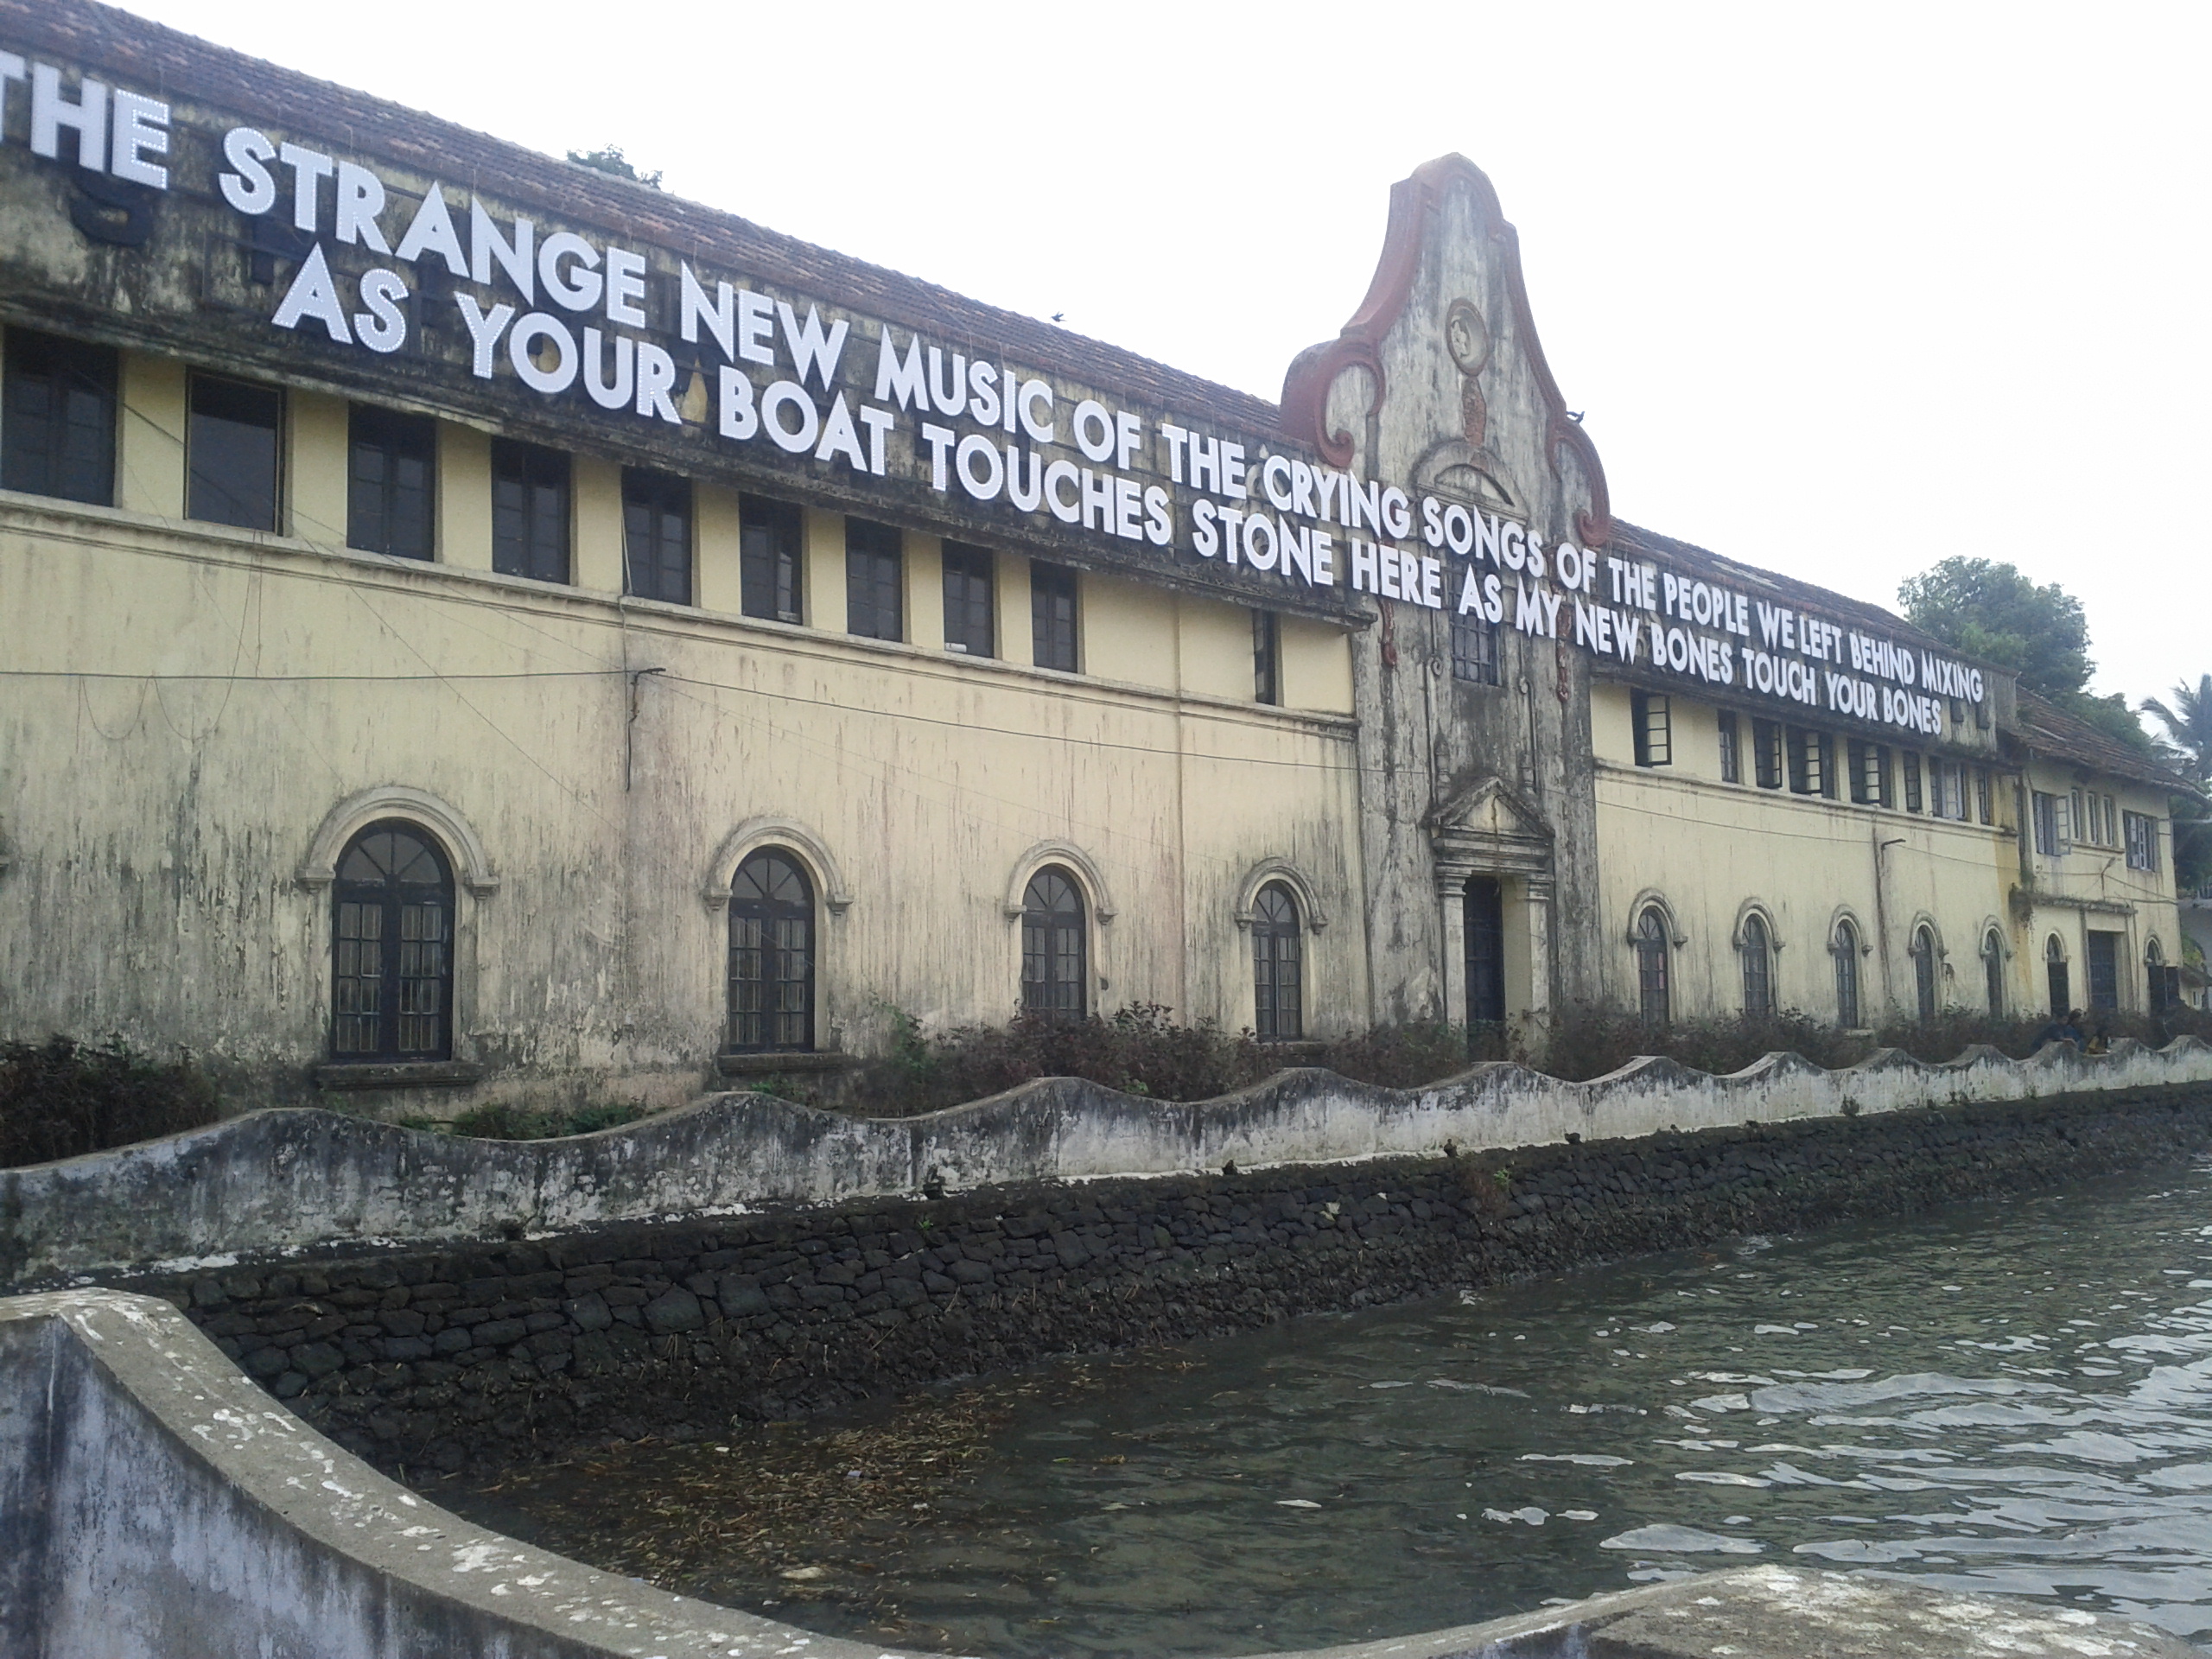 THE STRANGE NEW MUSIC OF THE CRYING SONGS OF THE PEOPLE WE LEFT BEHIND MIXING
AS YOUR BOAT TOUCHES STONE HERE AS MY NEW BONES TOUCH YOUR BONES